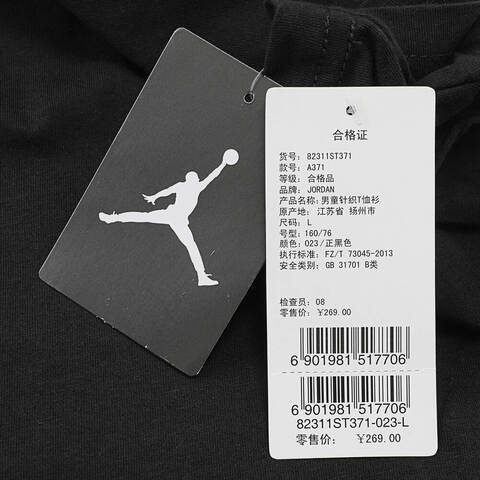 合格证
货号: 82311ST371
款号: A371
等级: 合格品
品牌: JORDAN
产品名称: 男童针织T恤衫
原产地: 江苏省 扬州市
尺码: L
号型: 160/76
颜色: 023/正黑色
执行标准: FZ/T 73045-2013
安全类别: GB 31701 B类
检查员: 08
零售价: ¥269.00
6 901981 517706
6 901981 517706
82311ST371-023-L
零售价: ¥269.00